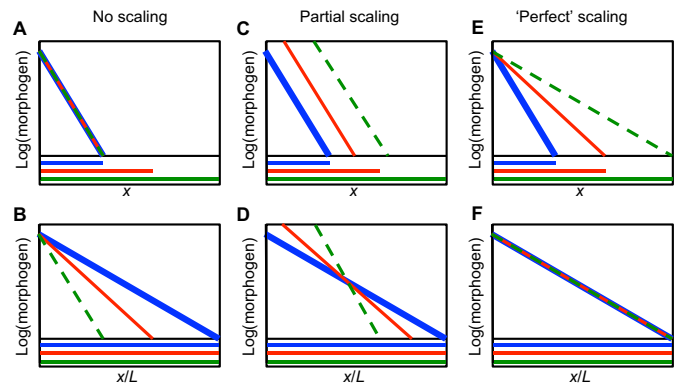 No scaling
Partial scaling
‘Perfect’ scaling
A
C
E
Log(morphogen)
Log(morphogen)
Log(morphogen)
x
x
x
B
D
F
Log(morphogen)
Log(morphogen)
Log(morphogen)
x/L
x/L
x/L